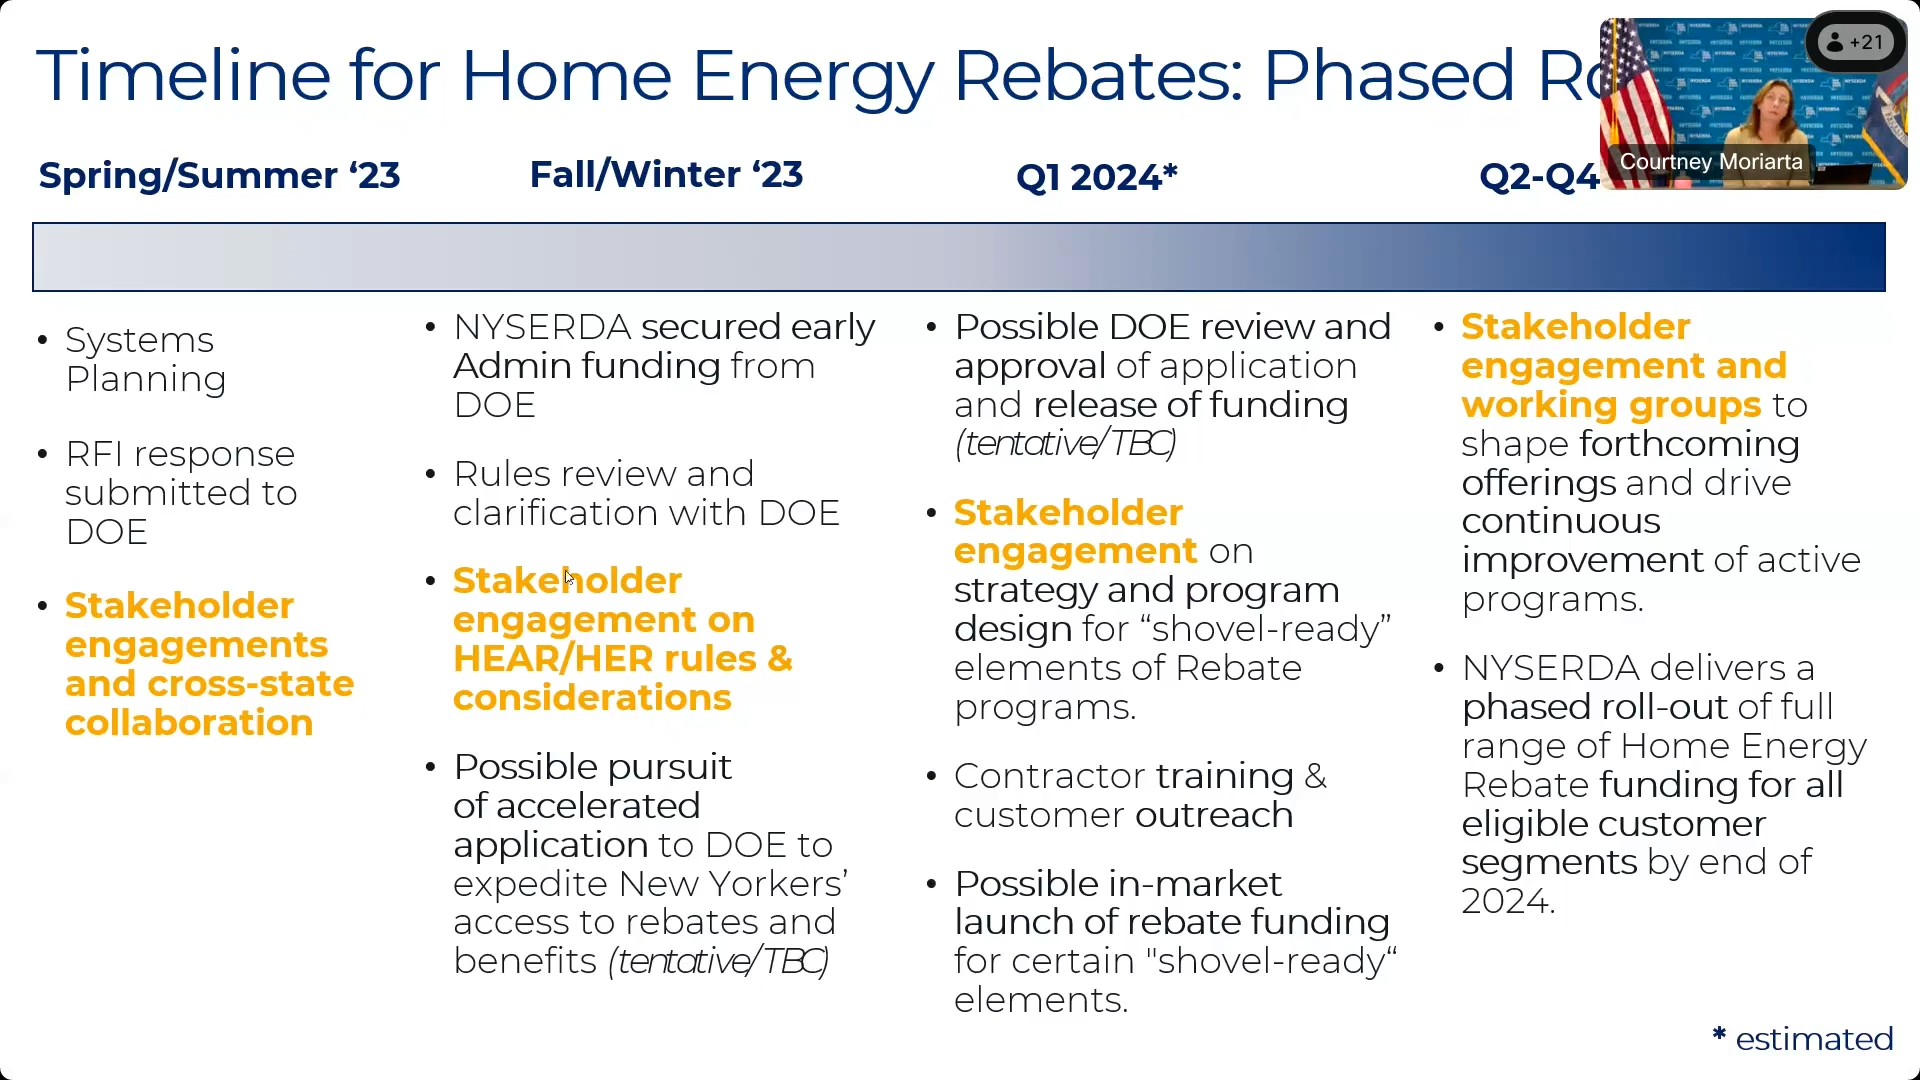 Timeline for Home Energy Rebates: Phased Ro
+21
Courtney Moriarta
Spring/Summer ‘23
Fall/Winter ‘23
Q1 2024*
Q2-Q4
• Systems
Planning
• RFI response
submitted to
DOE
• Stakeholder
engagements
and cross-state
collaboration
• NYSERDA secured early
Admin funding from
DOE
• Rules review and
clarification with DOE
• Stakeholder
engagement on
HEAR/HER rules &
considerations
• Possible pursuit
of accelerated
application to DOE to
expedite New Yorkers’
access to rebates and
benefits (tentative/TBC)
• Possible DOE review and
approval of application
and release of funding
(tentative/TBC)
• Stakeholder
engagement on
strategy and program
design for “shovel-ready”
elements of Rebate
programs.
• Contractor training &
customer outreach
• Possible in-market
launch of rebate funding
for certain "shovel-ready“
elements.
• Stakeholder
engagement and
working groups to
shape forthcoming
offerings and drive
continuous
improvement of active
programs.
• NYSERDA delivers a
phased roll-out of full
range of Home Energy
Rebate funding for all
eligible customer
segments by end of
2024.
* estimated